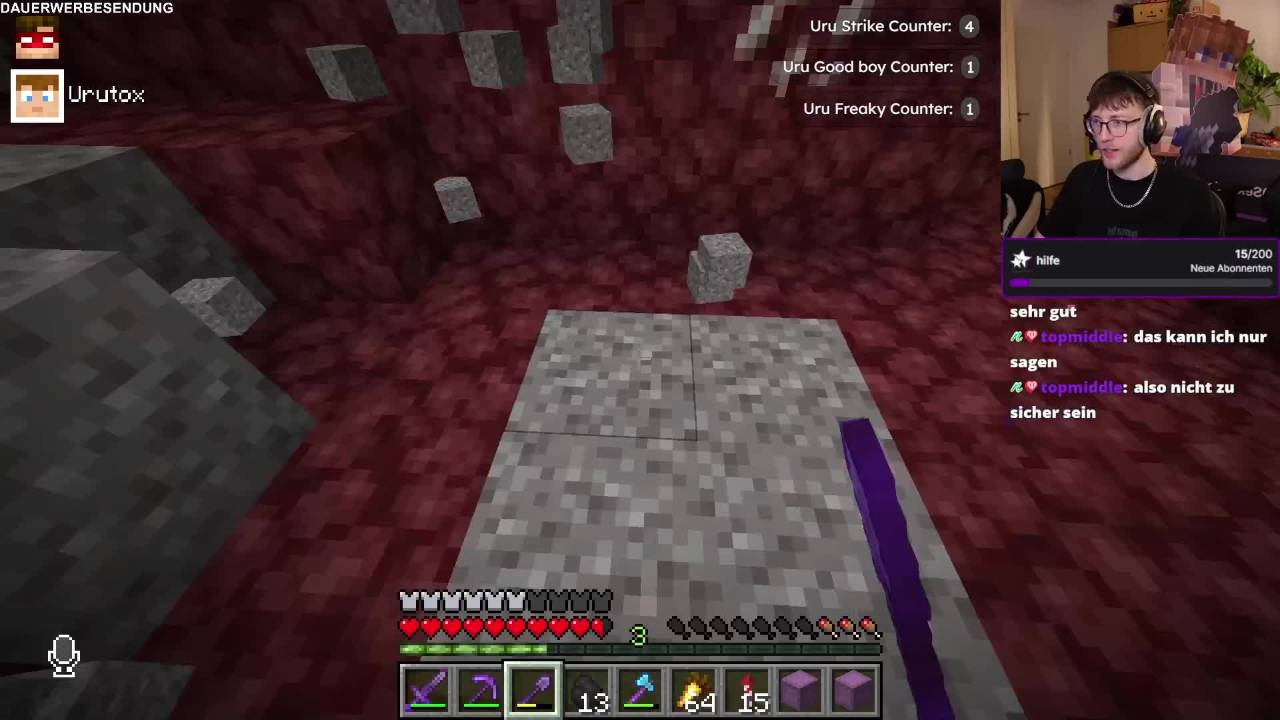 DAUERWERBESENDUNG
Urutox
Uru Strike Counter: 4
Uru Good boy Counter: 1
Uru Freaky Counter: 1
hilfe
15/200
Neue Abonnenten
sehr gut
topmiddle: das kann ich nur
sagen
topmiddle: also nicht zu
sicher sein
3
13
64
15